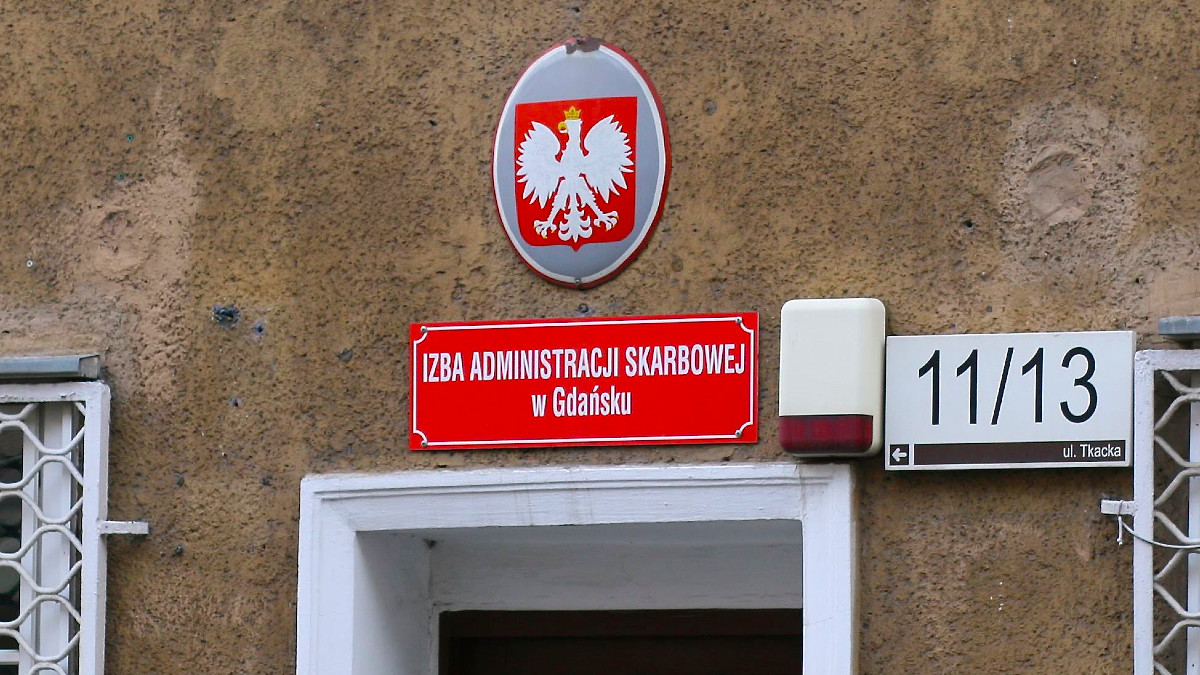 IZBA ADMINISTRACJI SKARBOWEJ
w Gdańsku
11/13
ul. Tkacka